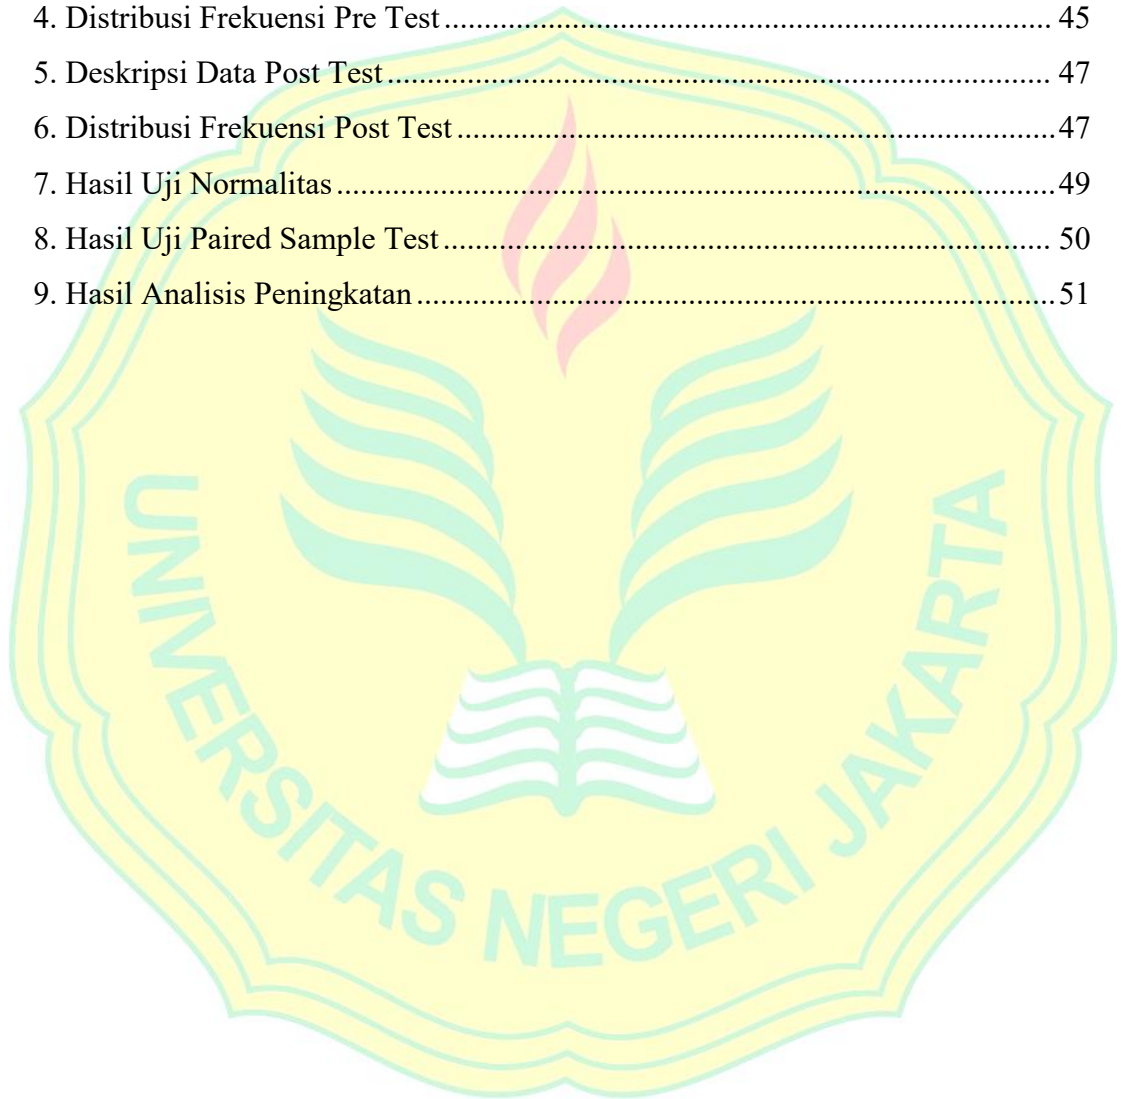 4. Distribusi Frekuensi Pre Test ........................................................................... 45
5. Deskripsi Data Post Test ................................................................................. 47
6. Distribusi Frekuensi Post Test ......................................................................... 47
7. Hasil Uji Normalitas ........................................................................................ 49
8. Hasil Uji Paired Sample Test ........................................................................... 50
9. Hasil Analisis Peningkatan .............................................................................. 51
UNIVERSITAS NEGERI JAKARTA